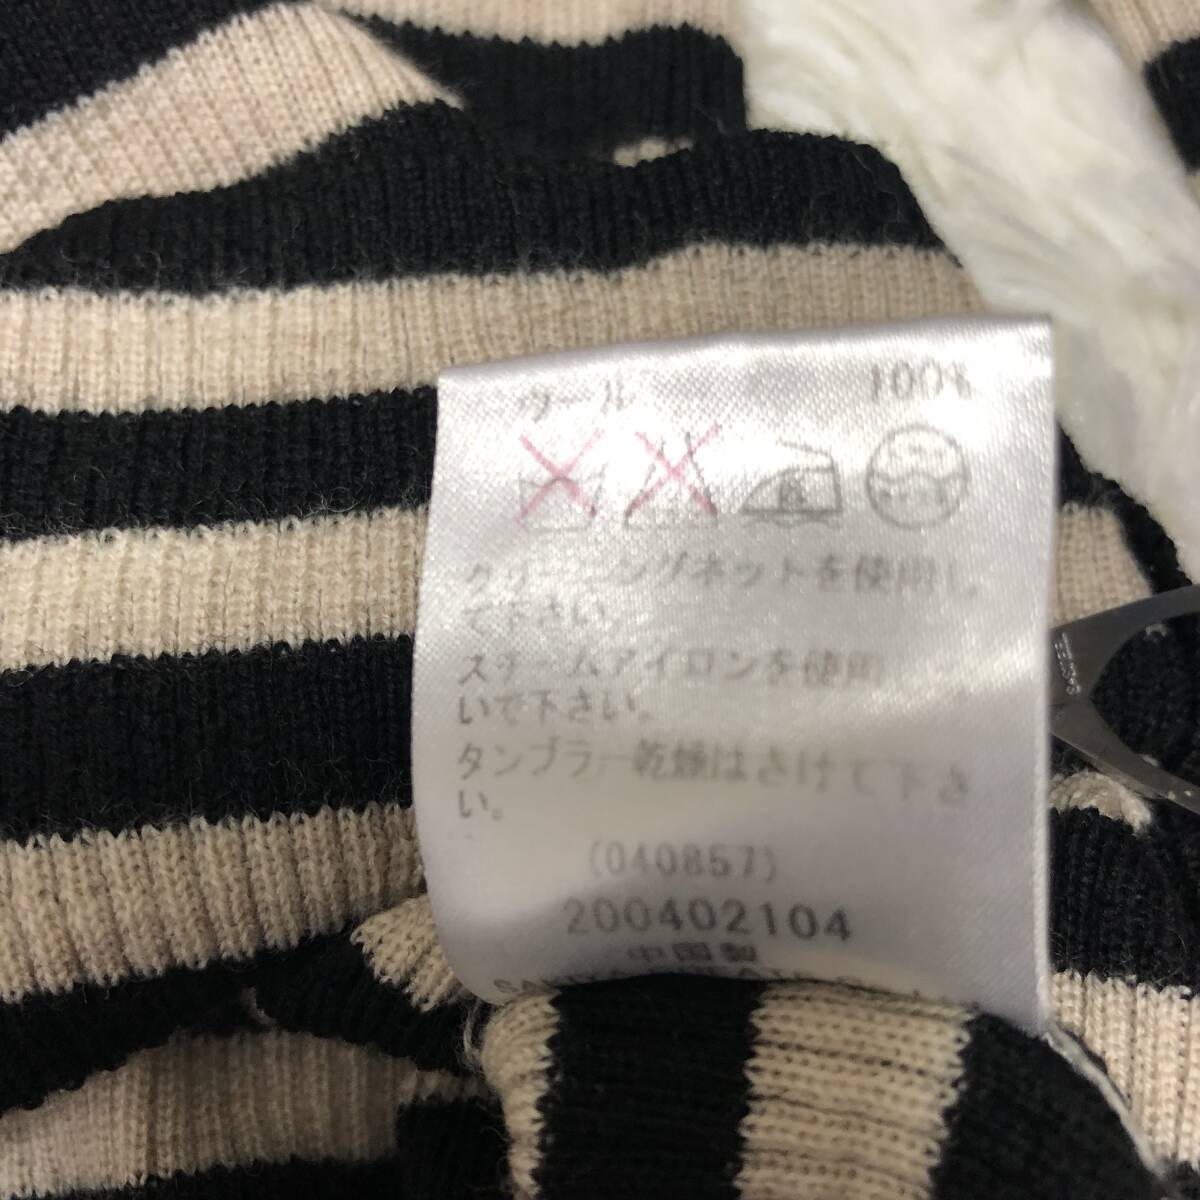 ウール 100%
クリーニングネットを使用し
て下さい。
スチームアイロンを使用
いで下さい。
タンブラー乾燥はさけて下さ
い。
(040857)
200402104
中国製